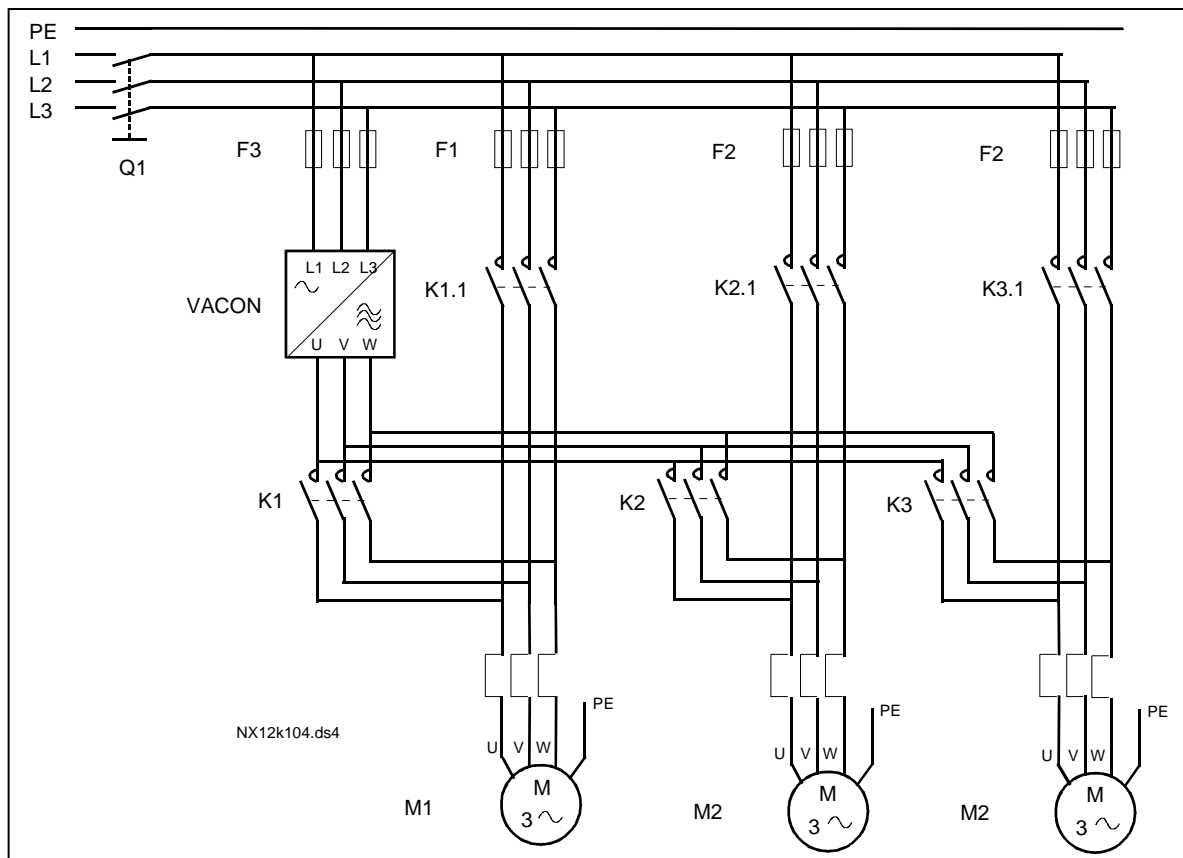 PE
L1
L2
L3
Q1
F3
F1
F2
F2
L1 L2 L3
VACON
U V W
K1.1
K2.1
K3.1
K1
K2
K3
NX12k104.ds4
PE
PE
PE
U V W
U V W
U V W
M1
M
3
M2
M
3
M2
M
3